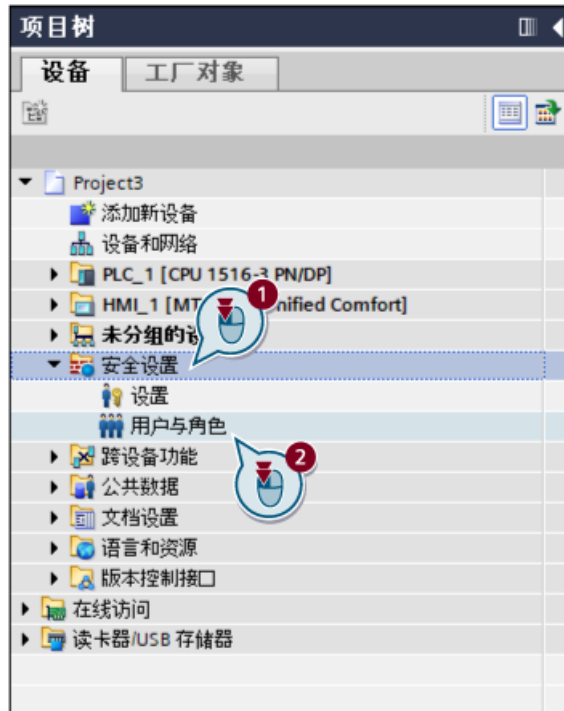 项目树
设备 工厂对象
Project3
添加新设备
设备和网络
PLC_1 [CPU 1516-3 PN/DP]
HMI_1 [MT nified Comfort]
1
未分组的
安全设置
设置
用户与角色
跨设备功能
2
公共数据
文档设置
语言和资源
版本控制接口
在线访问
读卡器/USB 存储器